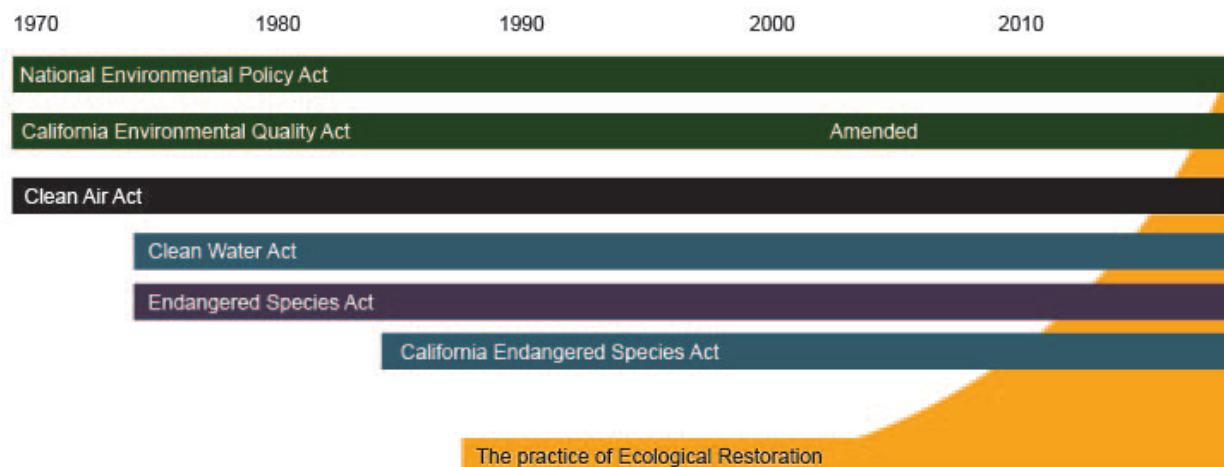 1970 1980 1990 2000 2010
National Environmental Policy Act
California Environmental Quality Act Amended
Clean Air Act
Clean Water Act
Endangered Species Act
California Endangered Species Act
The practice of Ecological Restoration